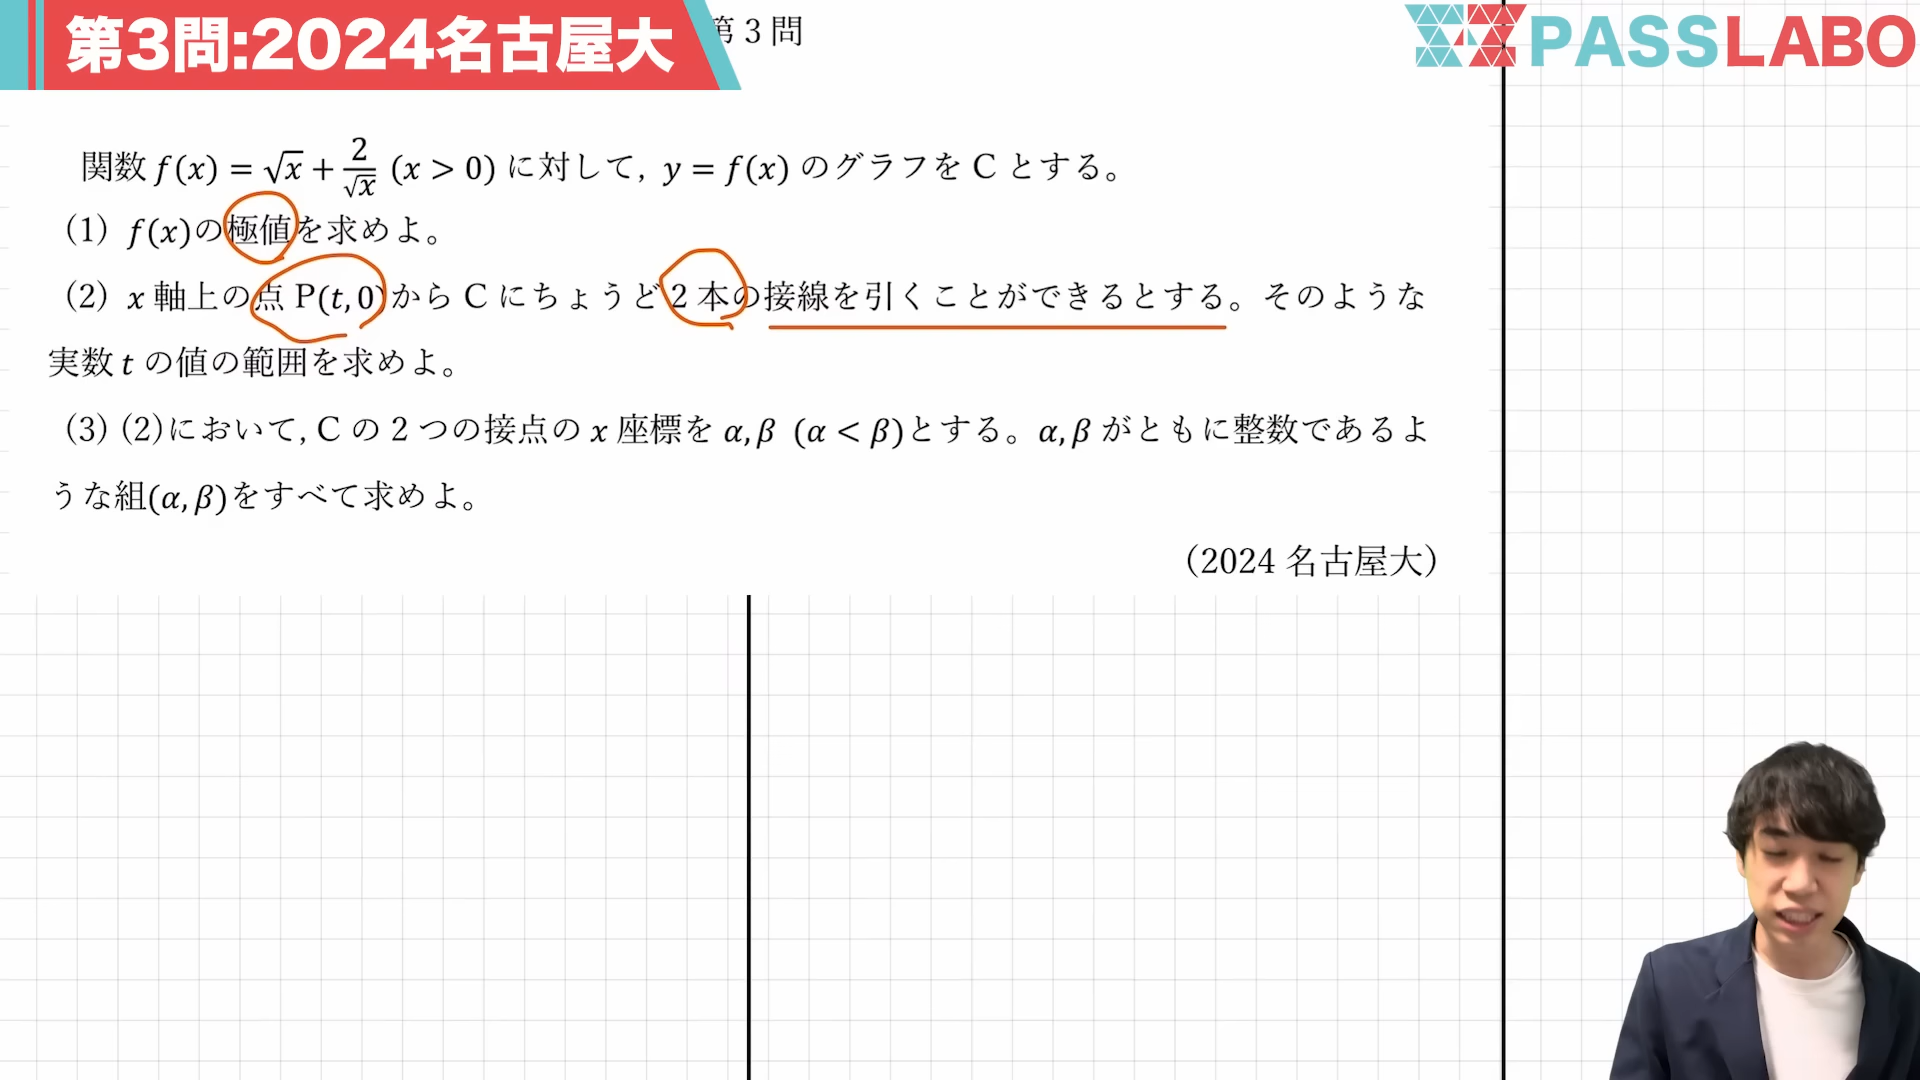 第3問:2024名古屋大
第3問
PASSLABO
関数 f(x) = √x + 2/√x (x > 0) に対して, y = f(x) のグラフを C とする。
(1) f(x)の極値を求めよ。
(2) x 軸上の点 P(t, 0)から C にちょうど 2 本の接線を引くことができるとする。そのような
実数 t の値の範囲を求めよ。
(3) (2)において, C の 2 つの接点の x 座標を α, β (α < β)とする。α, β がともに整数であるよ
うな組(α, β)をすべて求めよ。
(2024 名古屋大)